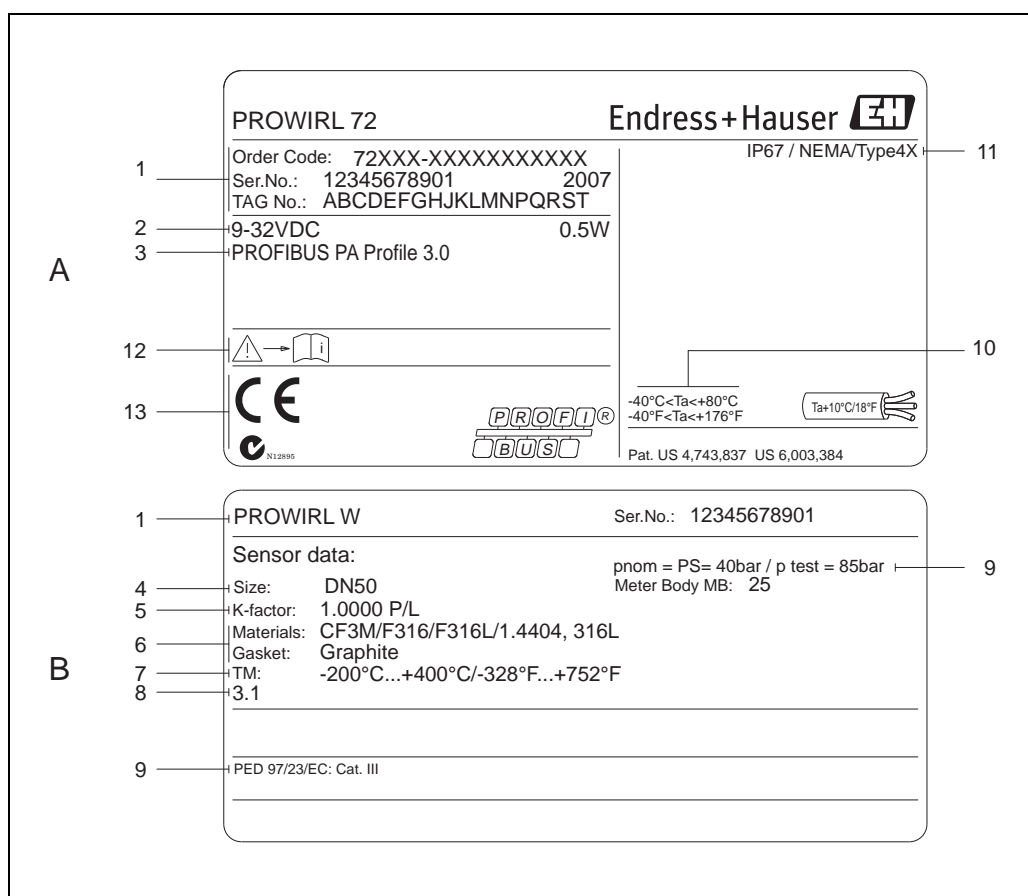 A
PROWIRL 72
Endress+Hauser EH
1
Order Code: 72XXX-XXXXXXXXXXX
Ser.No.: 12345678901 2007
TAG No.: ABCDEFGHJKLMNPQRST
IP67 / NEMA/Type4X
11
2
9-32VDC 0.5W
3
PROFIBUS PA Profile 3.0
12
i
10
13
CE
N12895
PROFI®
BUS
-40°C<Ta<+80°C
-40°F<Ta<+176°F
Ta+10°C/18°F
Pat. US 4,743,837 US 6,003,384
B
1
PROWIRL W
Ser.No.: 12345678901
Sensor data:
pnom = PS= 40bar / p test = 85bar
9
4
Size: DN50
Meter Body MB: 25
5
K-factor: 1.0000 P/L
6
Materials: CF3M/F316/F316L/1.4404, 316L
Gasket: Graphite
7
TM: -200°C...+400°C/-328°F...+752°F
8
3.1
9
PED 97/23/EC: Cat. III